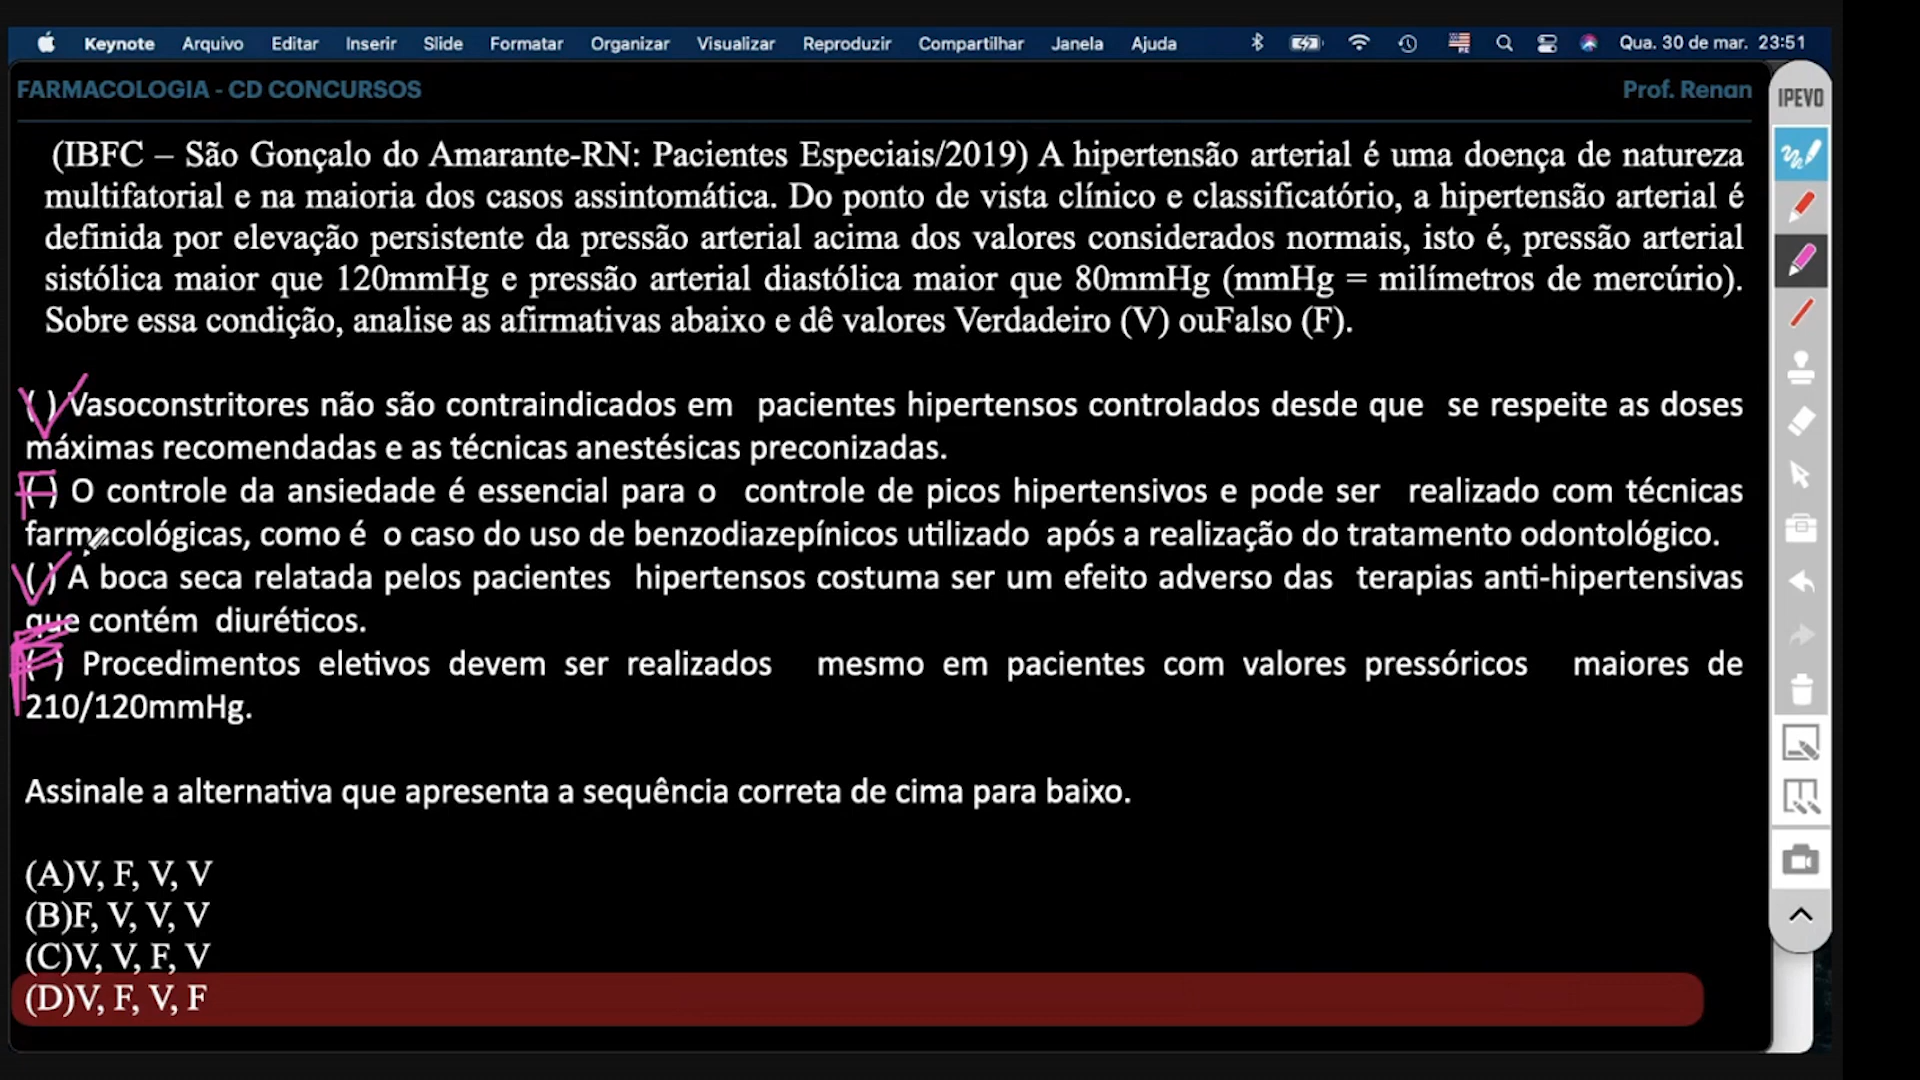 Keynote Arquivo Editar Inserir Slide Formatar Organizar Visualizar Reproduzir Compartilhar Janela Ajuda Qua. 30 de mar. 23:51
FARMACOLOGIA - CD CONCURSOS Prof. Renan
IPEVO
(IBFC – São Gonçalo do Amarante-RN: Pacientes Especiais/2019) A hipertensão arterial é uma doença de natureza
multifatorial e na maioria dos casos assintomática. Do ponto de vista clínico e classificatório, a hipertensão arterial é
definida por elevação persistente da pressão arterial acima dos valores considerados normais, isto é, pressão arterial
sistólica maior que 120mmHg e pressão arterial diastólica maior que 80mmHg (mmHg = milímetros de mercúrio).
Sobre essa condição, analise as afirmativas abaixo e dê valores Verdadeiro (V) ouFalso (F).
(V) Vasoconstritores não são contraindicados em pacientes hipertensos controlados desde que se respeite as doses
máximas recomendadas e as técnicas anestésicas preconizadas.
(F) O controle da ansiedade é essencial para o controle de picos hipertensivos e pode ser realizado com técnicas
farmacológicas, como é o caso do uso de benzodiazepínicos utilizado após a realização do tratamento odontológico.
(V) A boca seca relatada pelos pacientes hipertensos costuma ser um efeito adverso das terapias anti-hipertensivas
que contém diuréticos.
(F) Procedimentos eletivos devem ser realizados mesmo em pacientes com valores pressóricos maiores de
210/120mmHg.
Assinale a alternativa que apresenta a sequência correta de cima para baixo.
(A)V, F, V, V
(B)F, V, V, V
(C)V, V, F, V
(D)V, F, V, F